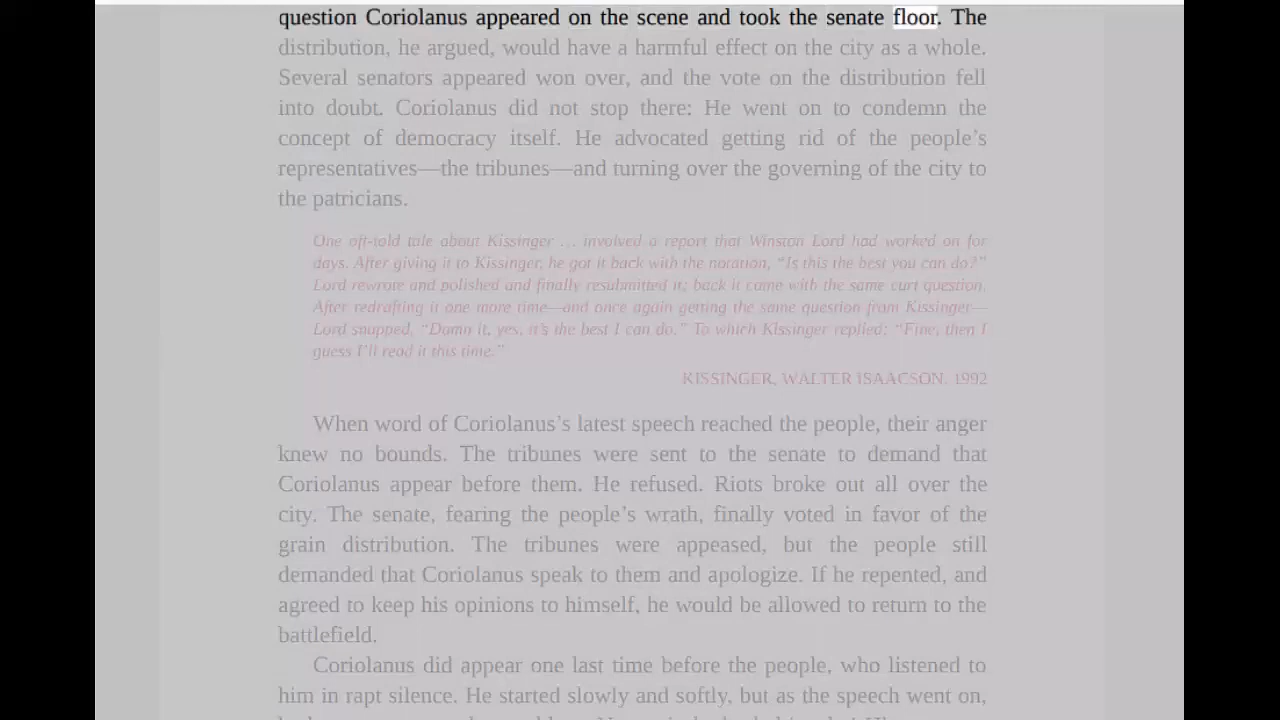 question Coriolanus appeared on the scene and took the senate floor. The
distribution, he argued, would have a harmful effect on the city as a whole.
Several senators appeared won over, and the vote on the distribution fell
into doubt. Coriolanus did not stop there: He went on to condemn the
concept of democracy itself. He advocated getting rid of the people’s
representatives—the tribunes—and turning over the governing of the city to
the patricians.
One oft-told tale about Kissinger … involved a report that Winston Lord had worked on for
days. After giving it to Kissinger, he got it back with the notation, “Is this the best you can do?”
Lord rewrote and polished and finally resubmitted it; back it came with the same curt question.
After redrafting it one more time—and once again getting the same question from Kissinger—
Lord snapped, “Damn it, yes, it’s the best I can do.” To which Kissinger replied: “Fine, then I
guess I’ll read it this time.”
KISSINGER, WALTER ISAACSON, 1992
When word of Coriolanus’s latest speech reached the people, their anger
knew no bounds. The tribunes were sent to the senate to demand that
Coriolanus appear before them. He refused. Riots broke out all over the
city. The senate, fearing the people’s wrath, finally voted in favor of the
grain distribution. The tribunes were appeased, but the people still
demanded that Coriolanus speak to them and apologize. If he repented, and
agreed to keep his opinions to himself, he would be allowed to return to the
battlefield.
Coriolanus did appear one last time before the people, who listened to
him in rapt silence. He started slowly and softly, but as the speech went on,